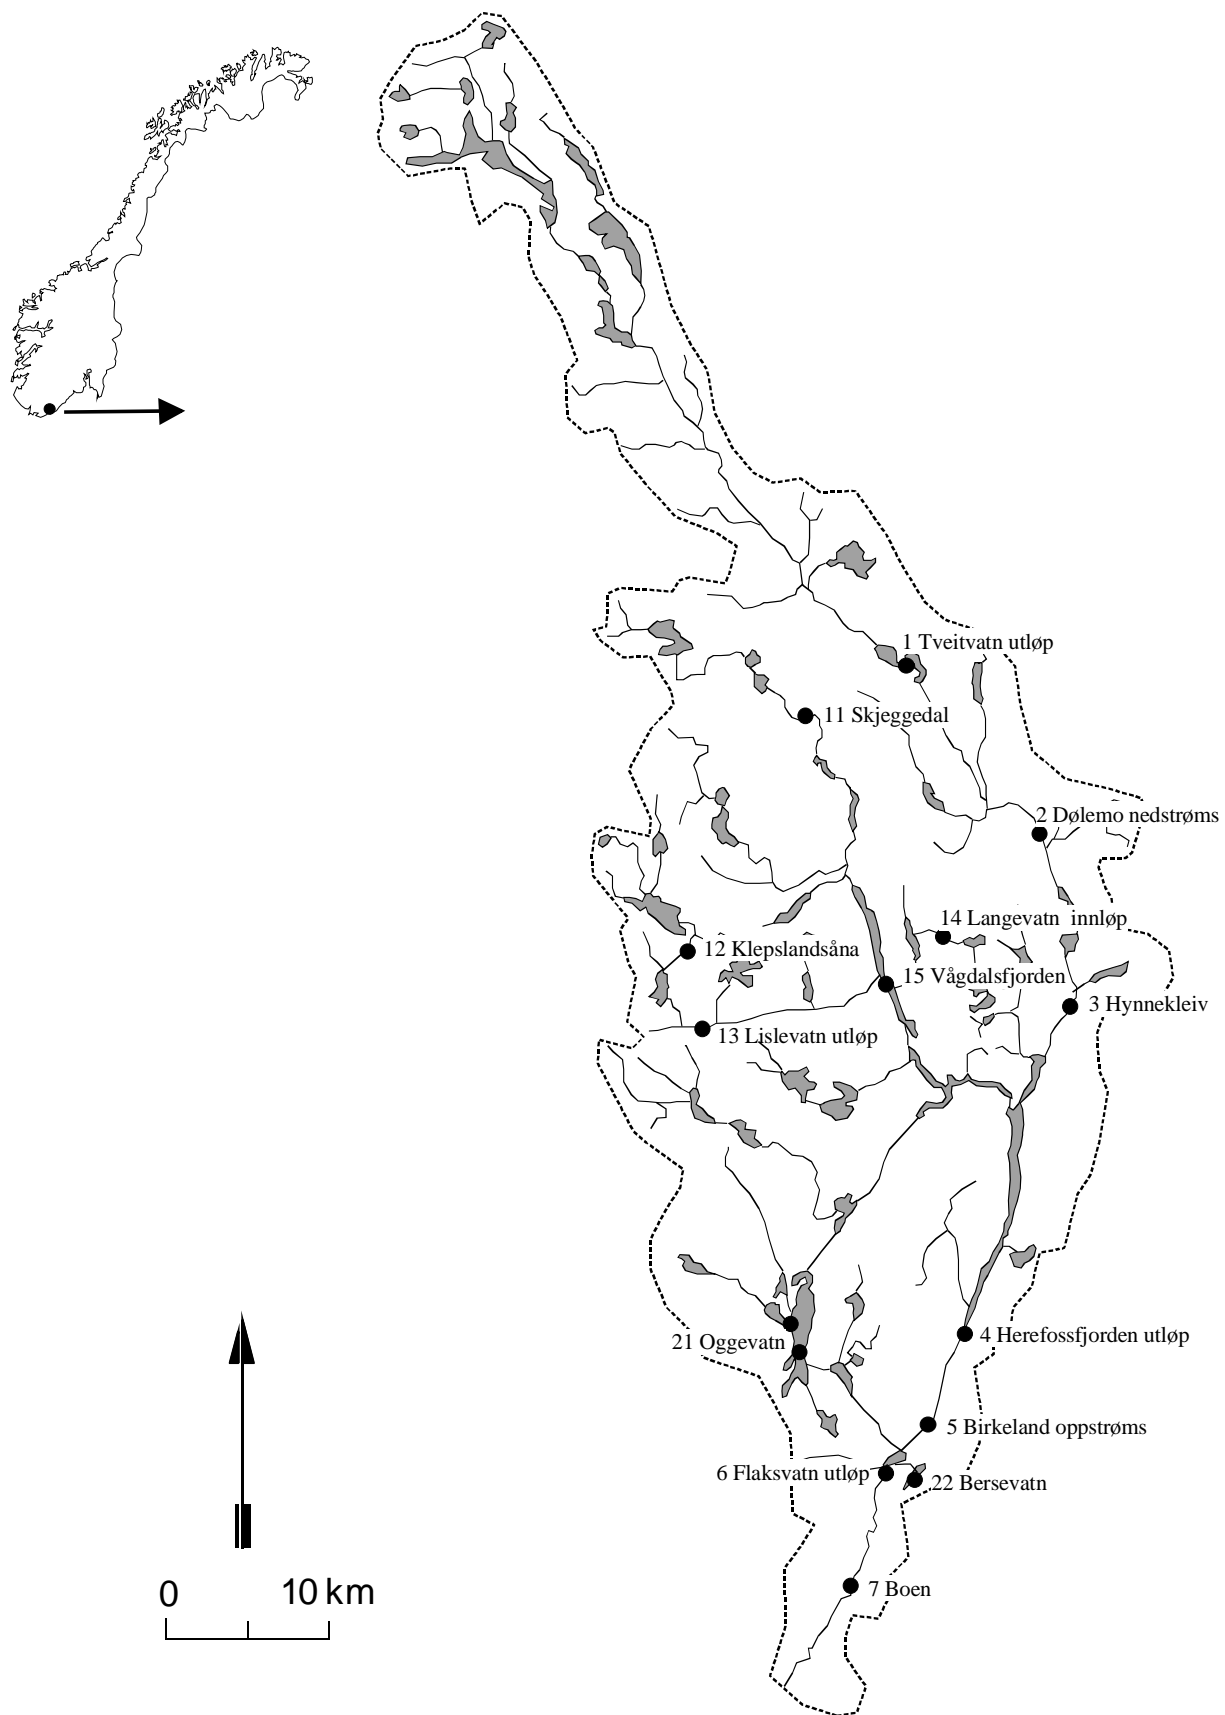 1 Tveitvatn utløp
11 Skjeggedal
2 Dølemo nedstrøms
14 Langevatn innløp
12 Klepslandsåna
15 Vågdalsfjorden
3 Hynnekleiv
13 Lislevatn utløp
4 Herefossfjorden utløp
21 Oggevatn
5 Birkeland oppstrøms
6 Flaksvatn utløp
22 Bersevatn
7 Boen
0 10 km